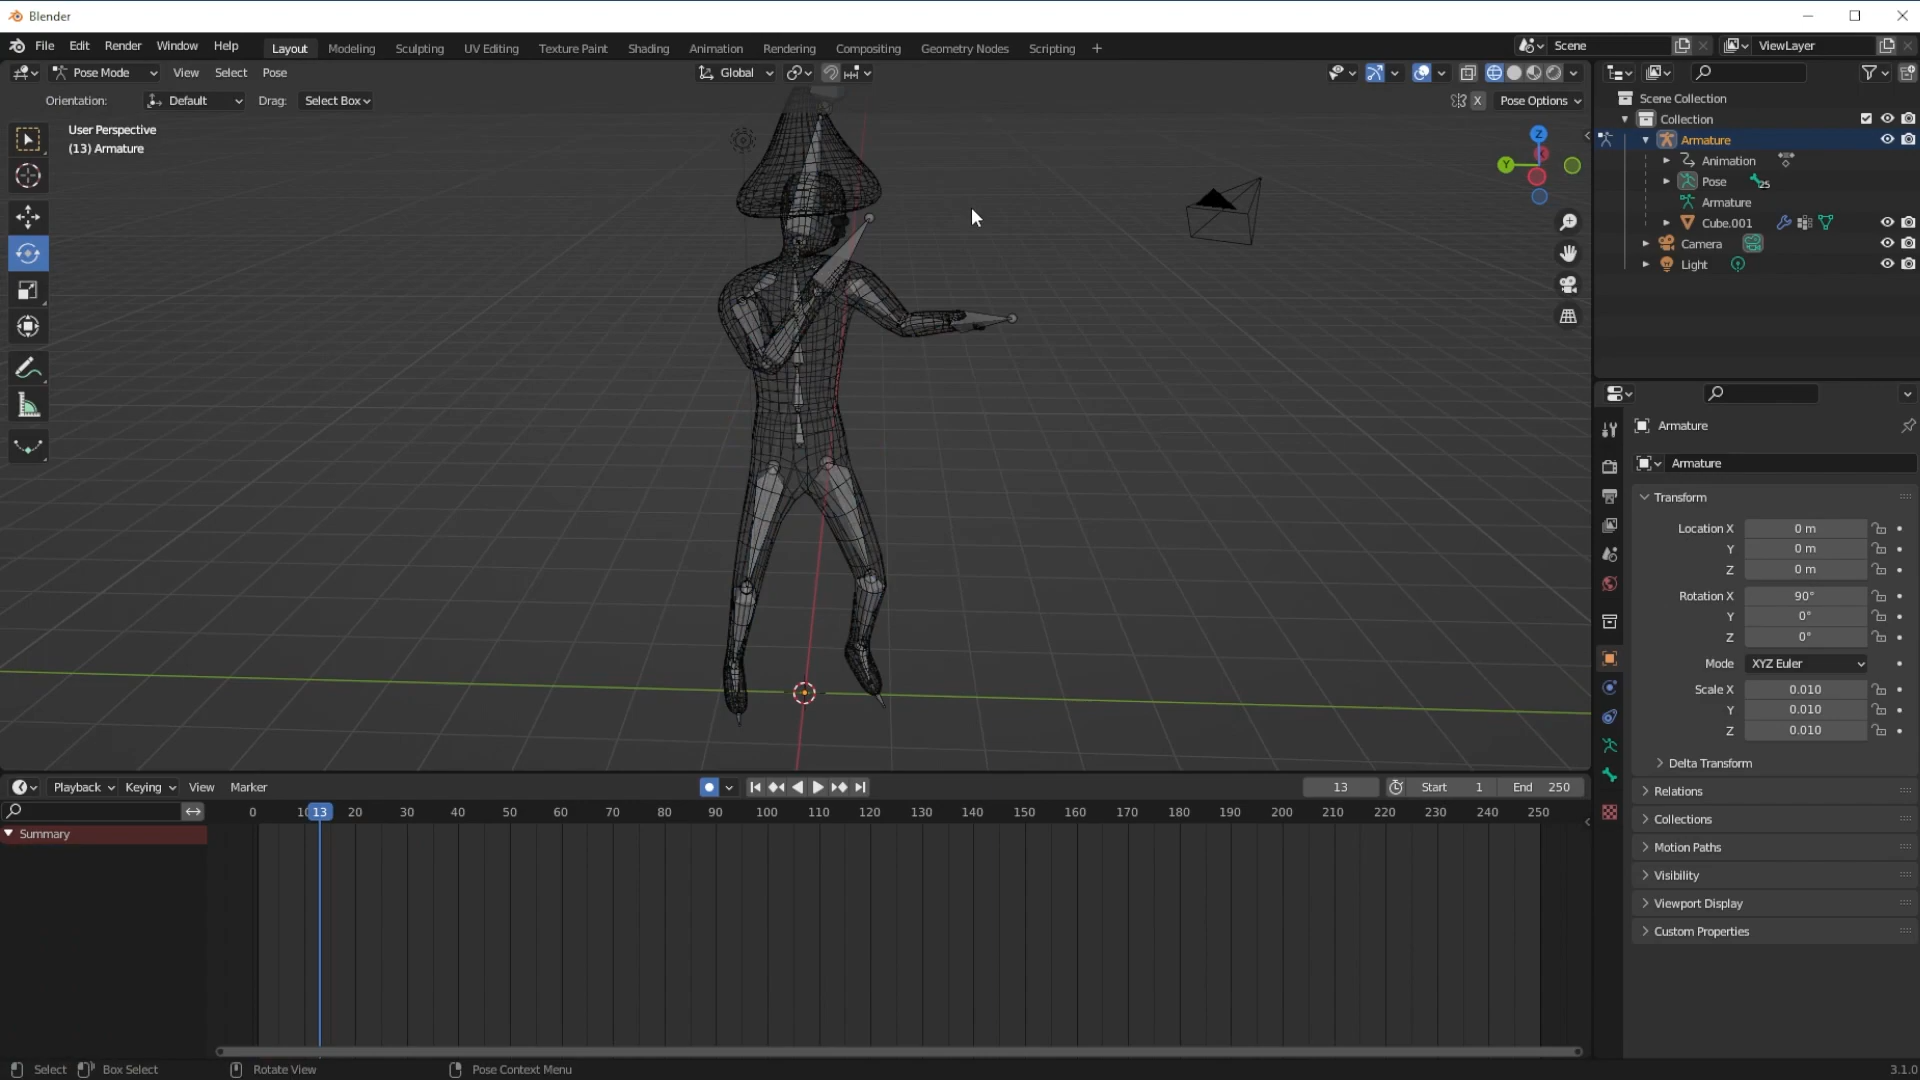 Blender
File Edit Render Window Help Layout Modeling Sculpting UV Editing Texture Paint Shading Animation Rendering Compositing Geometry Nodes Scripting + Scene ViewLayer
Pose Mode View Select Pose Global
Orientation: Default Drag: Select Box X Pose Options
User Perspective
(13) Armature
Z
Y
Scene Collection
Collection
Armature
Animation
Pose 25
Armature
Cube.001
Camera
Light
Armature
Armature
Transform
Location X 0 m
Y 0 m
Z 0 m
Rotation X 90°
Y 0°
Z 0°
Mode XYZ Euler
Scale X 0.010
Y 0.010
Z 0.010
Delta Transform
Relations
Collections
Motion Paths
Visibility
Viewport Display
Custom Properties
Playback Keying View Marker 13 Start 1 End 250
0 13 20 30 40 50 60 70 80 90 100 110 120 130 140 150 160 170 180 190 200 210 220 230 240 250
Summary
Select Box Select Rotate View Pose Context Menu 3.1.0